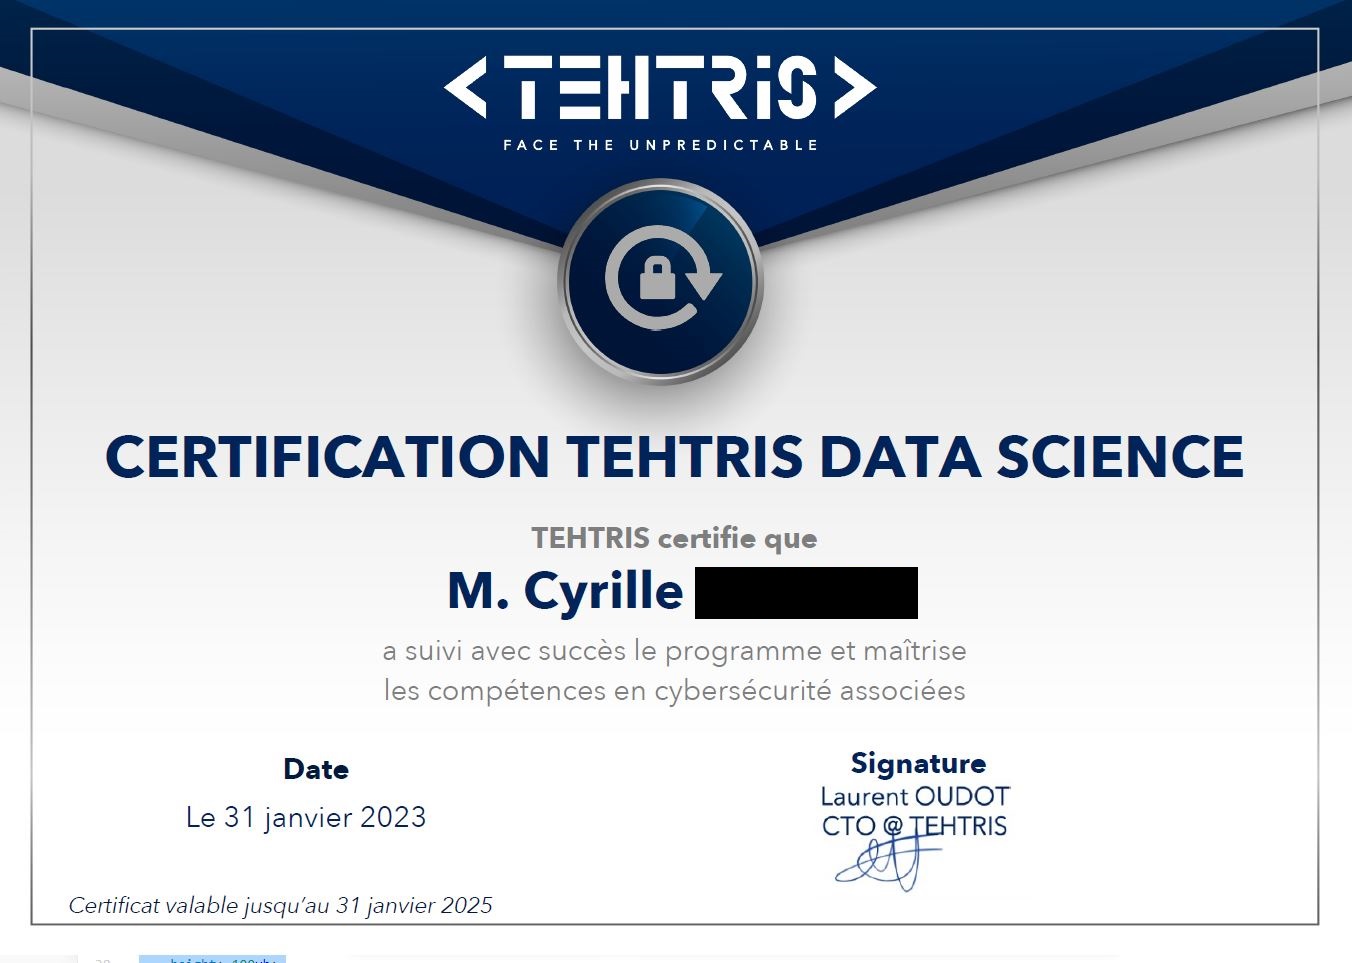 <TEHTRiS>
FACE THE UNPREDICTABLE
CERTIFICATION TEHTRIS DATA SCIENCE
TEHTRIS certifie que
M. Cyrille
a suivi avec succès le programme et maîtrise
les compétences en cybersécurité associées
Date
Le 31 janvier 2023
Signature
Laurent OUDOT
CTO @ TEHTRIS
Certificat valable jusqu'au 31 janvier 2025